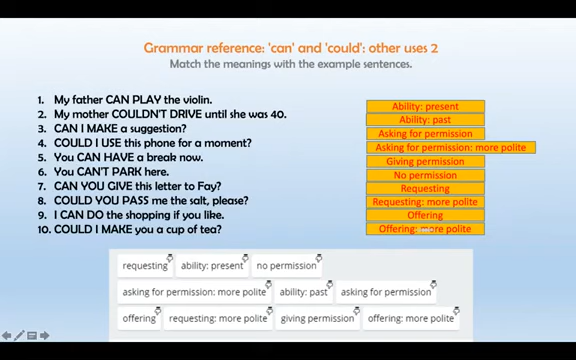 Grammar reference: 'can' and 'could': other uses 2
Match the meanings with the example sentences.
1. My father CAN PLAY the violin.
2. My mother COULDN'T DRIVE until she was 40.
3. CAN I MAKE a suggestion?
4. COULD I USE this phone for a moment?
5. You CAN HAVE a break now.
6. You CAN'T PARK here.
7. CAN YOU GIVE this letter to Fay?
8. COULD YOU PASS me the salt, please?
9. I CAN DO the shopping if you like.
10. COULD I MAKE you a cup of tea?
Ability: present
Ability: past
Asking for permission
Asking for permission: more polite
Giving permission
No permission
Requesting
Requesting: more polite
Offering
Offering: more polite
requesting ability: present no permission
asking for permission: more polite ability: past asking for permission
offering requesting: more polite giving permission offering: more polite